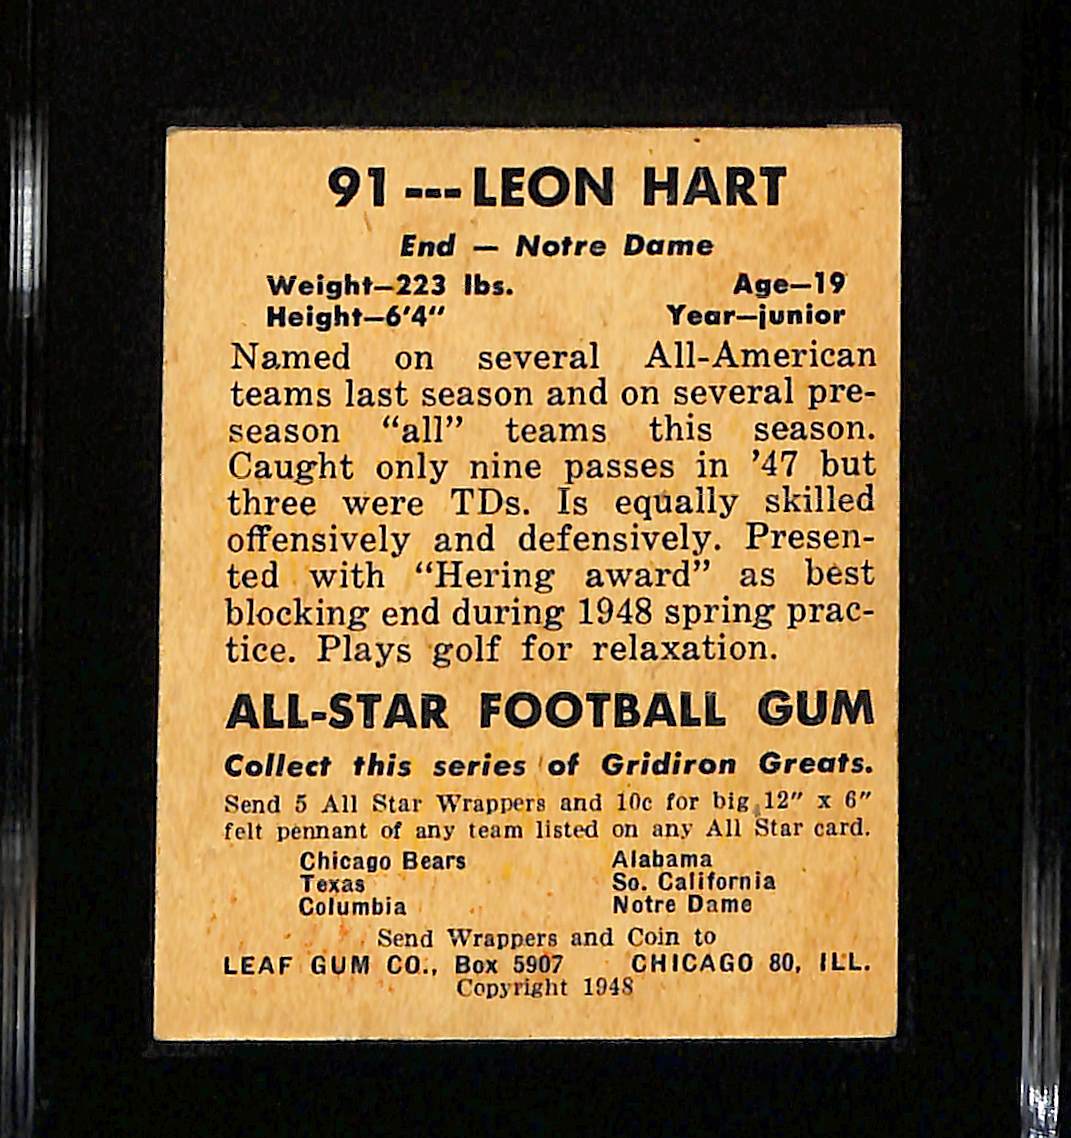 91 --- LEON HART
End — Notre Dame
Weight—223 lbs. Age—19
Height—6'4" Year—junior
Named on several All-American
teams last season and on several pre-
season “all” teams this season.
Caught only nine passes in ’47 but
three were TDs. Is equally skilled
offensively and defensively. Presen-
ted with “Hering award” as best
blocking end during 1948 spring prac-
tice. Plays golf for relaxation.
ALL-STAR FOOTBALL GUM
Collect this series of Gridiron Greats.
Send 5 All Star Wrappers and 10c for big 12" x 6"
felt pennant of any team listed on any All Star card.
Chicago Bears Alabama
Texas So. California
Columbia Notre Dame
Send Wrappers and Coin to
LEAF GUM CO., Box 5907 CHICAGO 80, ILL.
Copyright 1948